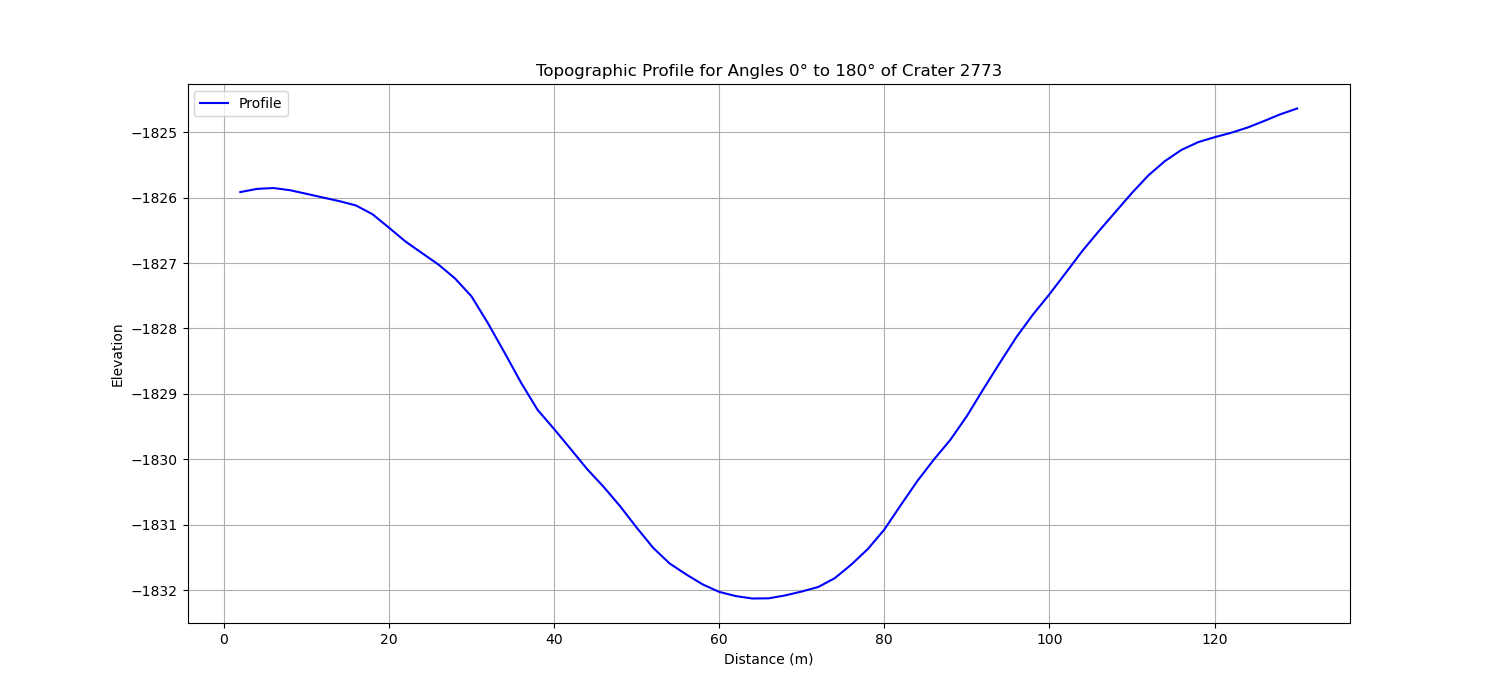 Topographic Profile for Angles 0° to 180° of Crater 2773
Profile
−1825
−1826
−1827
−1828
−1829
−1830
−1831
−1832
Elevation
0 20 40 60 80 100 120
Distance (m)